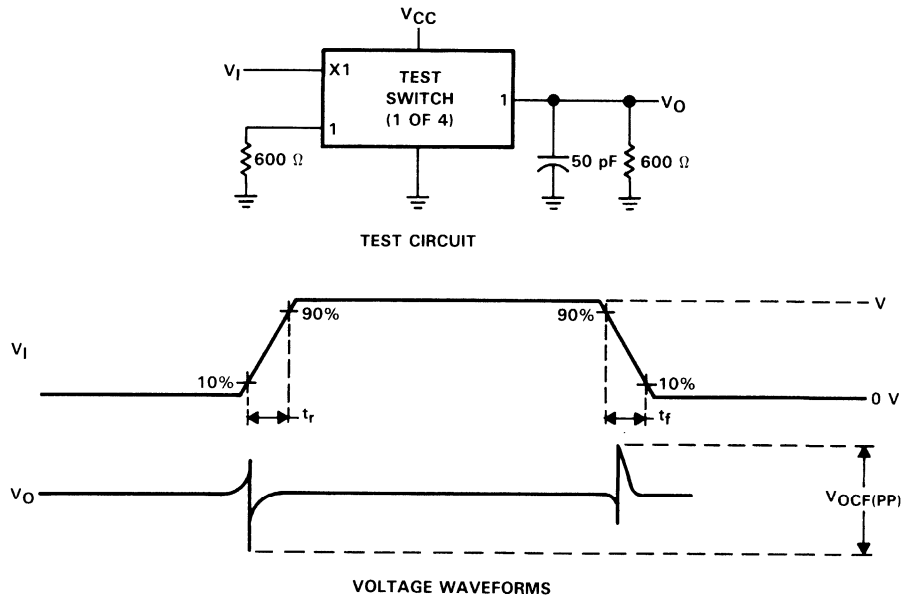 VCC
VI
X1
TEST
SWITCH
(1 OF 4)
1
VO
1
600 Ω
50 pF
600 Ω
TEST CIRCUIT
VI
90%
90%
V
10%
10%
0 V
tr
tf
VO
VOCF(PP)
VOLTAGE WAVEFORMS